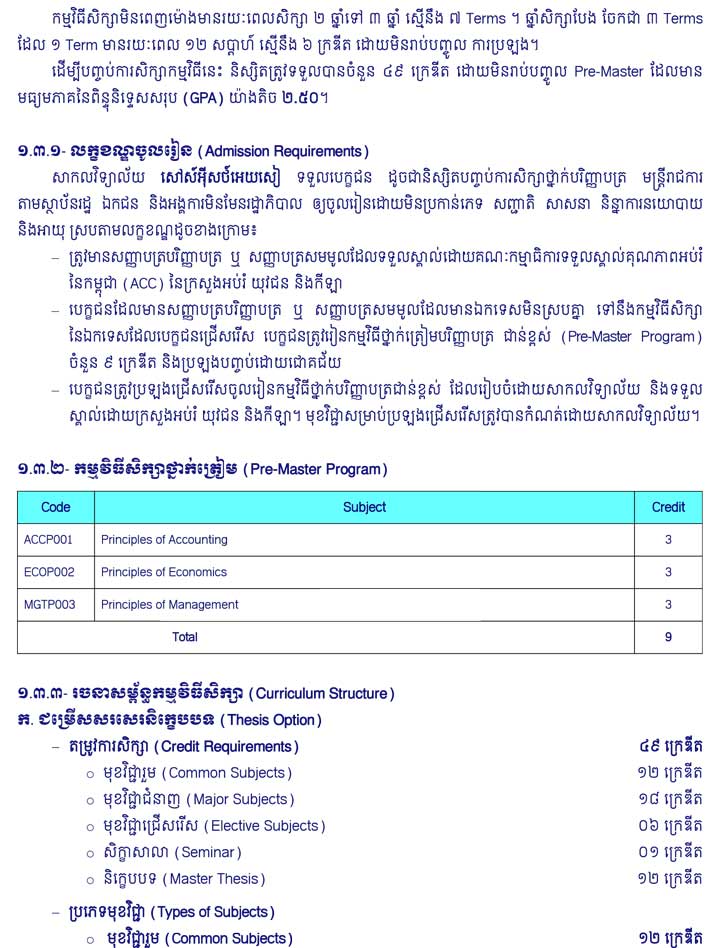 កម្មវិធីសិក្សាមិនពេញម៉ោងមានរយៈពេលសិក្សា ២ ឆ្នាំទៅ ៣ ឆ្នាំ ស្មើនឹង ៧ Terms ។ ឆ្នាំសិក្សាបែង ចែកជា ៣ Terms
ដែល ១ Term មានរយៈពេល ១២ សប្តាហ៍ ស្មើនឹង ៦ ក្រឌីត ដោយមិនរាប់បញ្ចូល ការប្រឡង។
ដើម្បីបញ្ចប់ការសិក្សាកម្មវិធីនេះ និស្សិតត្រូវទទួលបានចំនួន ៤៩ ក្រេឌីត ដោយមិនរាប់បញ្ចូល Pre-Master ដែលមាន
មធ្យមភាគនៃពិន្ទុនិទ្ទេសសរុប (GPA) យ៉ាងតិច ២.៥០។
១.៣.១- លក្ខខណ្ឌចូលរៀន (Admission Requirements)
សាកលវិទ្យាល័យ សៅស៍អ៊ីសថ៍អេយសៀ ទទួលបេក្ខជន ដូចជានិស្សិតបញ្ចប់ការសិក្សាថ្នាក់បរិញ្ញាបត្រ មន្ត្រីរាជការ
តាមស្ថាប័នរដ្ឋ ឯកជន និងអង្គការមិនមែនរដ្ឋាភិបាល ឲ្យចូលរៀនដោយមិនប្រកាន់ភេទ សញ្ជាតិ សាសនា និន្នាការនយោបាយ
និងអាយុ ស្របតាមលក្ខខណ្ឌដូចខាងក្រោម៖
– ត្រូវមានសញ្ញាបត្របរិញ្ញាបត្រ ឬ សញ្ញាបត្រសមមូលដែលទទួលស្គាល់ដោយគណៈកម្មាធិការទទួលស្គាល់គុណភាពអប់រំ
នៃកម្ពុជា (ACC) នៃក្រសួងអប់រំ យុវជន និងកីឡា
– បេក្ខជនដែលមានសញ្ញាបត្របរិញ្ញាបត្រ ឬ សញ្ញាបត្រសមមូលដែលមានឯកទេសមិនស្របគ្នា ទៅនឹងកម្មវិធីសិក្សា
នៃឯកទេសដែលបេក្ខជនជ្រើសរើស បេក្ខជនត្រូវរៀនកម្មវិធីថ្នាក់ត្រៀមបរិញ្ញាបត្រ ជាន់ខ្ពស់ (Pre-Master Program)
ចំនួន ៩ ក្រេឌីត និងប្រឡងបញ្ចប់ដោយជោគជ័យ
– បេក្ខជនត្រូវប្រឡងជ្រើសរើសចូលរៀនកម្មវិធីថ្នាក់បរិញ្ញាបត្រជាន់ខ្ពស់ ដែលរៀបចំដោយសាកលវិទ្យាល័យ និងទទួល
ស្គាល់ដោយក្រសួងអប់រំ យុវជន និងកីឡា។ មុខវិជ្ជាសម្រាប់ប្រឡងជ្រើសរើសត្រូវបានកំណត់ដោយសាកលវិទ្យាល័យ។
១.៣.២- កម្មវិធីសិក្សាថ្នាក់ត្រៀម (Pre-Master Program)
Code Subject Credit
ACCP001 Principles of Accounting 3
ECOP002 Principles of Economics 3
MGTP003 Principles of Management 3
Total 9
១.៣.៣- រចនាសម្ព័ន្ធកម្មវិធីសិក្សា (Curriculum Structure)
ក. ជម្រើសសរសេរនិក្ខេបបទ (Thesis Option)
– តម្រូវការសិក្សា (Credit Requirements) ៤៩ ក្រេឌីត
○ មុខវិជ្ជារួម (Common Subjects) ១២ ក្រេឌីត
○ មុខវិជ្ជាជំនាញ (Major Subjects) ១៨ ក្រេឌីត
○ មុខវិជ្ជាជ្រើសរើស (Elective Subjects) ០៦ ក្រេឌីត
○ សិក្ខាសាលា (Seminar) ០១ ក្រេឌីត
○ និក្ខេបបទ (Master Thesis) ១២ ក្រេឌីត
– ប្រភេទមុខវិជ្ជា (Types of Subjects)
○ មុខវិជ្ជារួម (Common Subjects) ១២ ក្រេឌីត